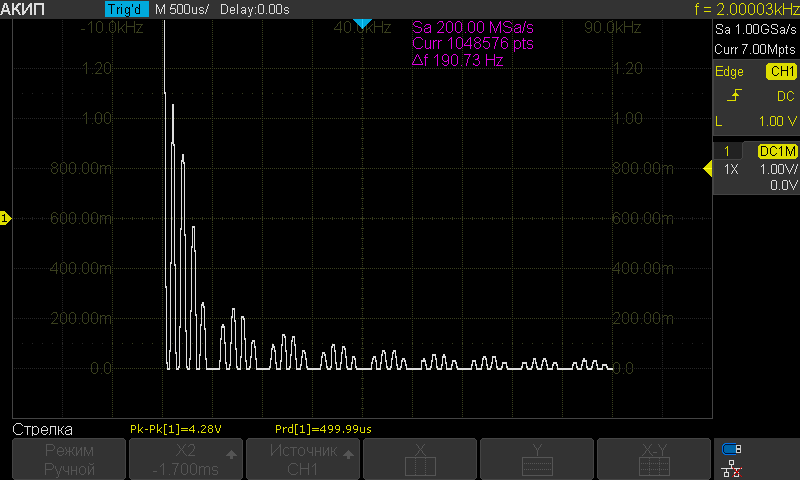 АКИП Trig'd M 500us/ Delay:0.00s f = 2.00003kHz
-10.0kHz 40.0kHz 90.0kHz
Sa 200.00 MSa/s
Curr 1048576 pts
Δf 190.73 Hz
Sa 1.00GSa/s
Curr 7.00Mpts
Edge CH1
DC
L 1.00 V
1 DC1M
1X 1.00V/
0.0V
1.20 1.20
1.00 1.00
800.00m 800.00m
1
600.00m 600.00m
400.00m 400.00m
200.00m 200.00m
0.0 0.0
Стрелка Pk-Pk[1]=4.28V Prd[1]=499.99us
Режим
Ручной
X2
-1.700ms
Источник
CH1
X
Y
X-Y